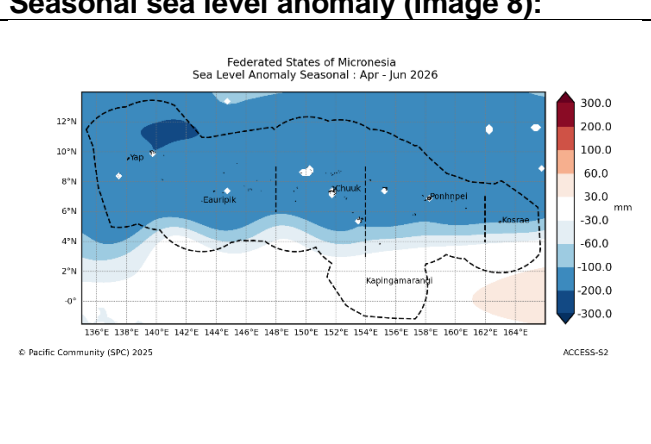 Seasonal sea level anomaly (Image 8):
Federated States of Micronesia
Sea Level Anomaly Seasonal : Apr - Jun 2026
12°N
10°N
8°N
6°N
4°N
2°N
-0°
Yap
Eauripik
Chuuk
Pohnpei
Kosrae
Kapingamarangi
136°E 138°E 140°E 142°E 144°E 146°E 148°E 150°E 152°E 154°E 156°E 158°E 160°E 162°E 164°E
300.0
200.0
100.0
60.0
30.0
-30.0
-60.0
-100.0
-200.0
-300.0
mm
© Pacific Community (SPC) 2025
ACCESS-S2